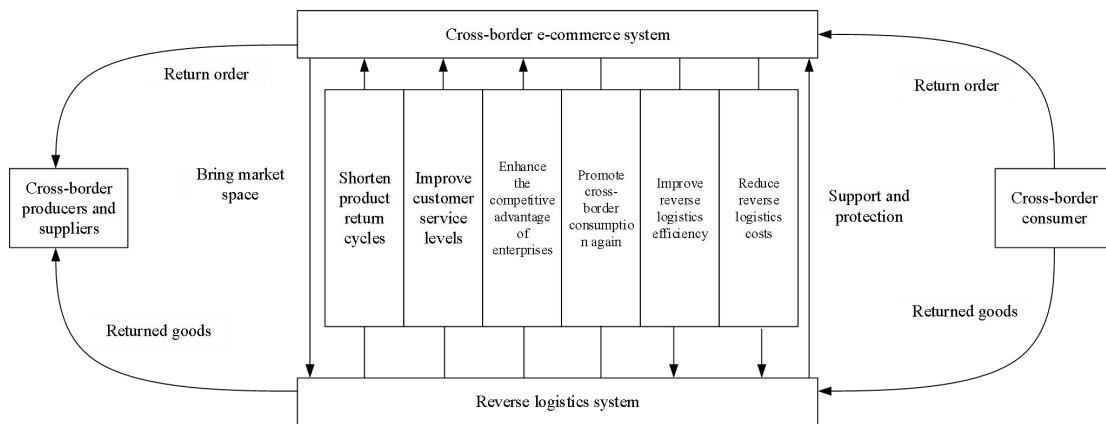 Cross-border e-commerce system
Return order
Return order
Bring market
space
Cross-border
producers and
suppliers
Shorten
product
return
cycles
Improve
customer
service
levels
Enhance the
competitive
advantage of
enterprises
Promote
cross-
border
consumptio
n again
Improve
reverse
logistics
efficiency
Reduce
reverse
logistics
costs
Support and
protection
Cross-border
consumer
Returned goods
Returned goods
Reverse logistics system